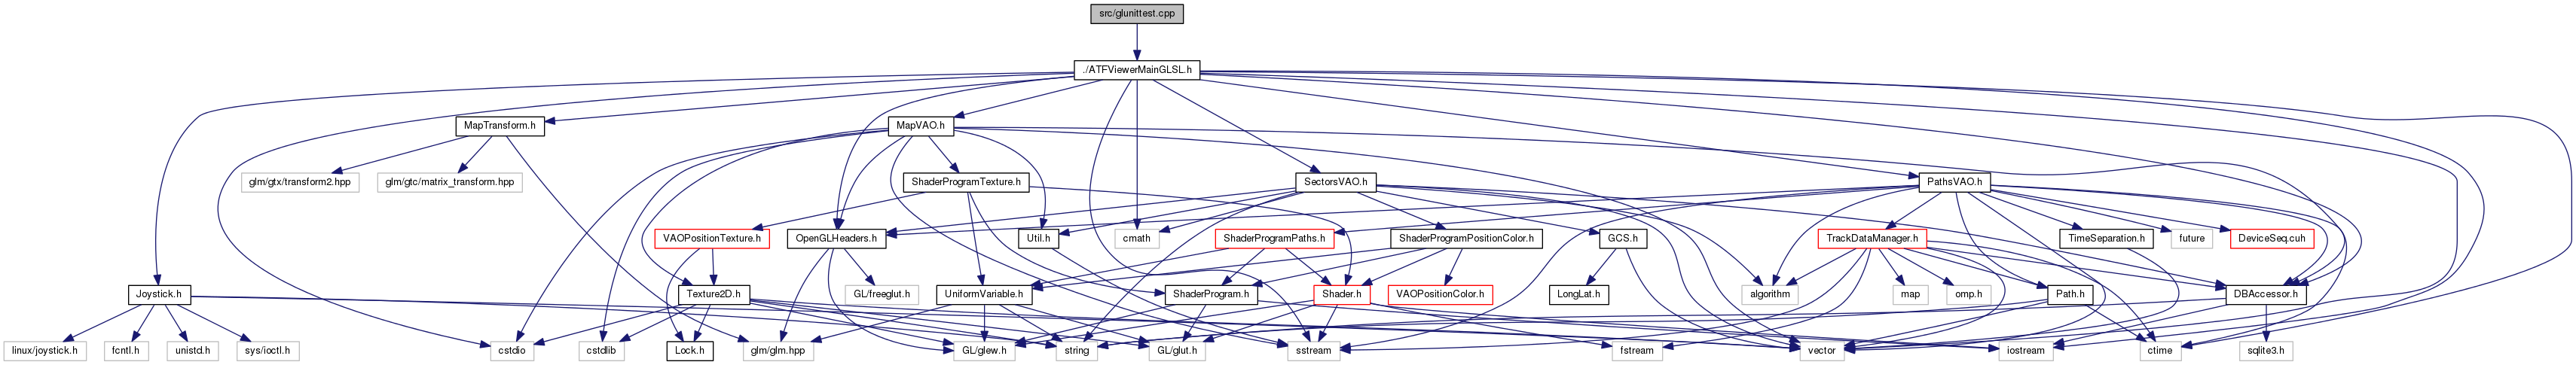 src/glunittest.cpp
./ATFViewerMainGLSL.h
MapTransform.h
MapVAO.h
glm/gtx/transform2.hpp
glm/gtc/matrix_transform.hpp
ShaderProgramTexture.h
SectorsVAO.h
PathsVAO.h
VAOPositionTexture.h
OpenGLHeaders.h
Util.h
cmath
ShaderProgramPaths.h
ShaderProgramPositionColor.h
GCS.h
TrackDataManager.h
TimeSeparation.h
future
DeviceSeq.cuh
Joystick.h
Texture2D.h
GL/freeglut.h
UniformVariable.h
ShaderProgram.h
Shader.h
VAOPositionColor.h
LongLat.h
algorithm
map
omp.h
Path.h
DBAccessor.h
linux/joystick.h
fcntl.h
unistd.h
sys/ioctl.h
cstdio
cstdlib
Lock.h
glm/glm.hpp
GL/glew.h
string
GL/glut.h
sstream
fstream
vector
iostream
ctime
sqlite3.h